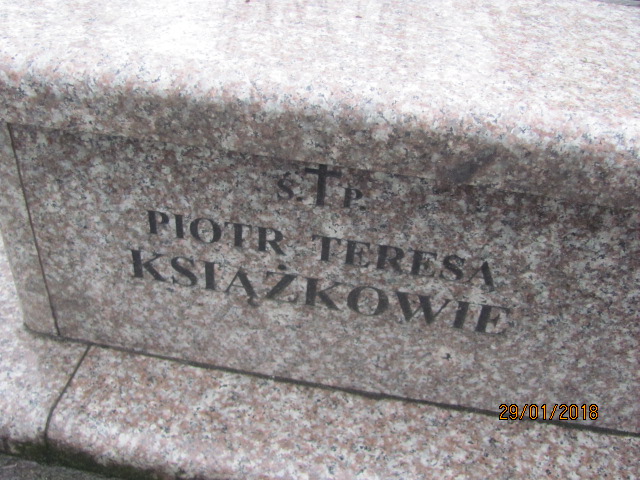 Ś.†P.
PIOTR TERESA
KSIĄŻKOWIE
29/01/2018